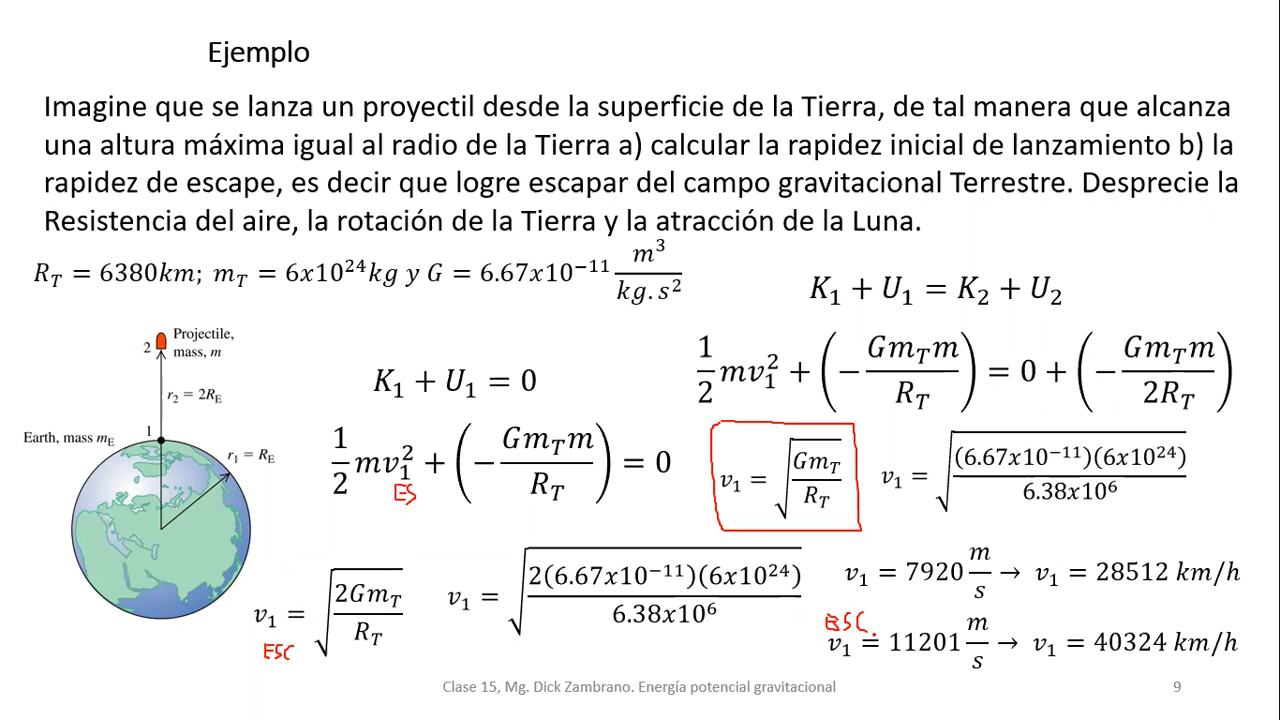 Ejemplo
Imagine que se lanza un proyectil desde la superficie de la Tierra, de tal manera que alcanza
una altura máxima igual al radio de la Tierra a) calcular la rapidez inicial de lanzamiento b) la
rapidez de escape, es decir que logre escapar del campo gravitacional Terrestre. Desprecie la
Resistencia del aire, la rotación de la Tierra y la atracción de la Luna.
R_T = 6380km; m_T = 6x10^24 kg y G = 6.67x10^−11 m^3/kg.s^2
K_1 + U_1 = K_2 + U_2
1/2 mv_1^2 + (−Gm_Tm/R_T) = 0 + (−Gm_Tm/2R_T)
v_1 = √(Gm_T/R_T)
v_1 = √((6.67x10^−11)(6x10^24)/6.38x10^6)
v_1 = 7920 m/s → v_1 = 28512 km/h
K_1 + U_1 = 0
1/2 mv_1^2 + (−Gm_Tm/R_T) = 0
ES
v_1 = √(2Gm_T/R_T)
ESC
v_1 = √(2(6.67x10^−11)(6x10^24)/6.38x10^6)
ESC.
v_1 = 11201 m/s → v_1 = 40324 km/h
Projectile,
mass, m
2
r_2 = 2R_E
1
Earth, mass m_E
r_1 = R_E
Clase 15, Mg. Dick Zambrano. Energía potencial gravitacional
9